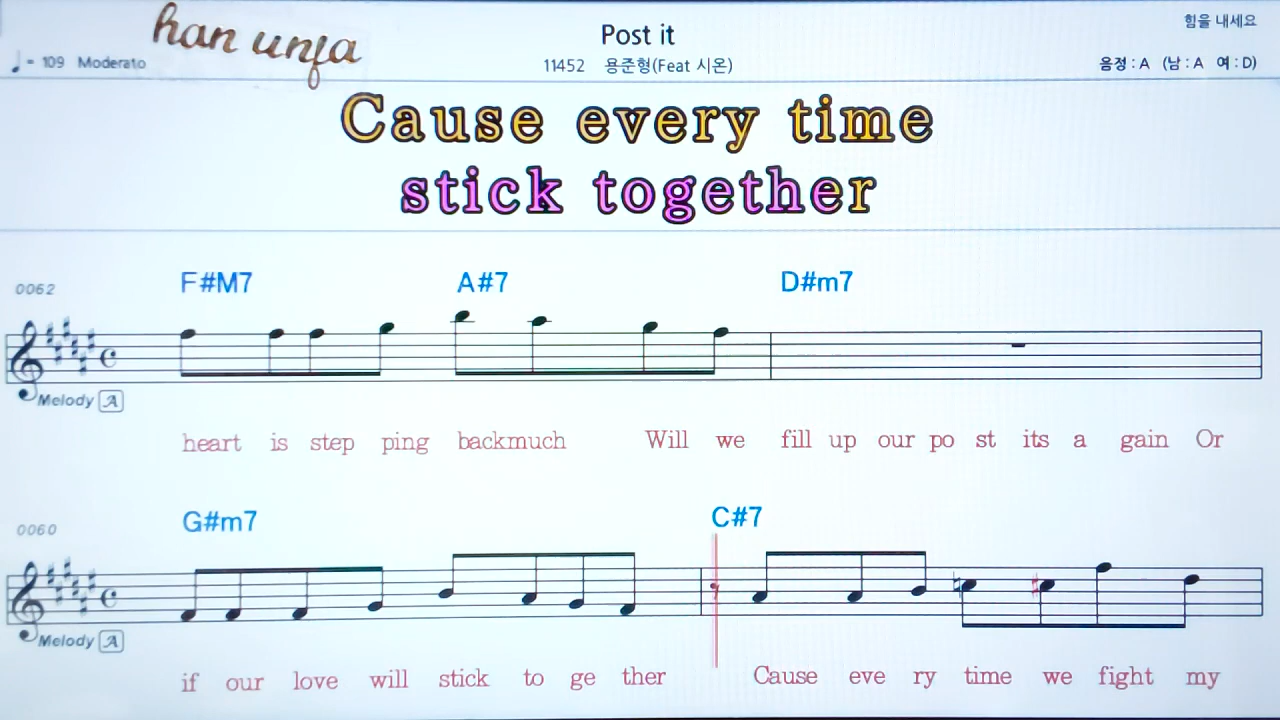 han unfa
Post it
힘을 내세요
♩ = 109 Moderato
11452 용준형(Feat 시온)
음정 : A (남 : A 여 : D)
Cause every time
stick together
F#M7 A#7 D#m7
0062
Melody A
heart is step ping backmuch Will we fill up our po st its a gain Or
G#m7 C#7
0060
Melody A
if our love will stick to ge ther Cause eve ry time we fight my